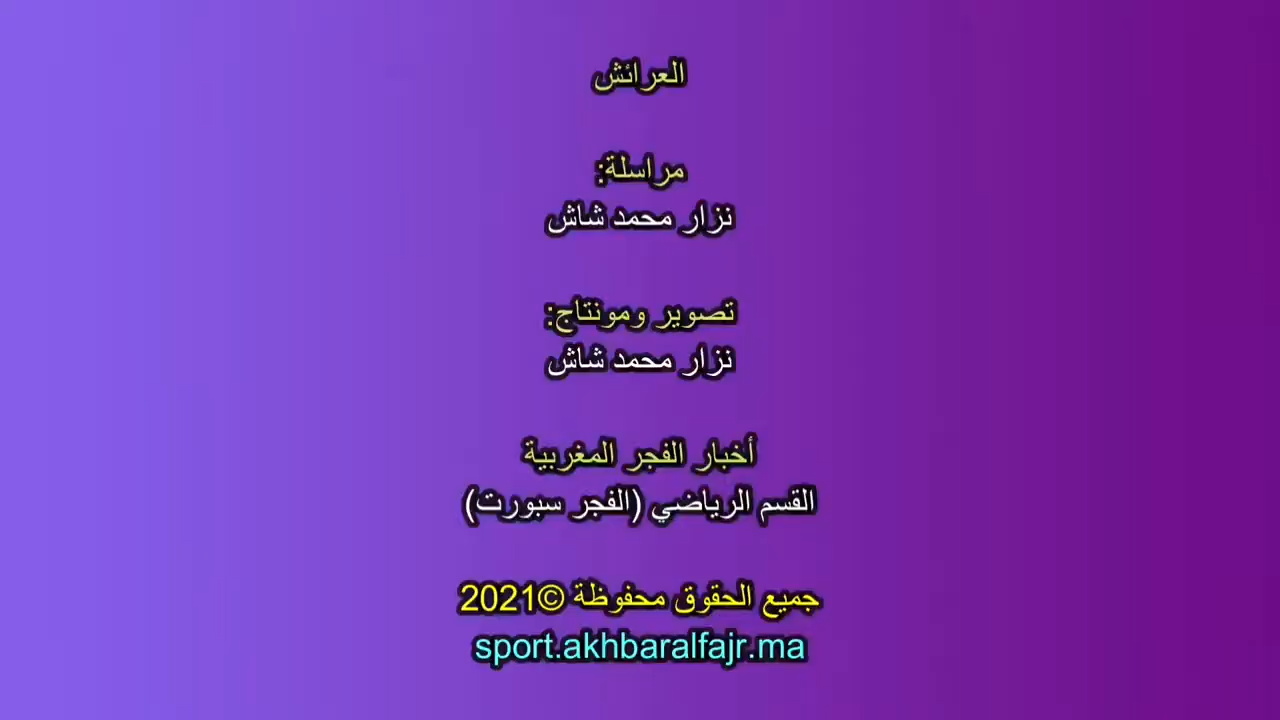 العرائش
مراسلة:
نزار محمد شاش
تصوير ومونتاج:
نزار محمد شاش
أخبار الفجر المغربية
القسم الرياضي (الفجر سبورت)
جميع الحقوق محفوظة ©2021
sport.akhbaralfajr.ma